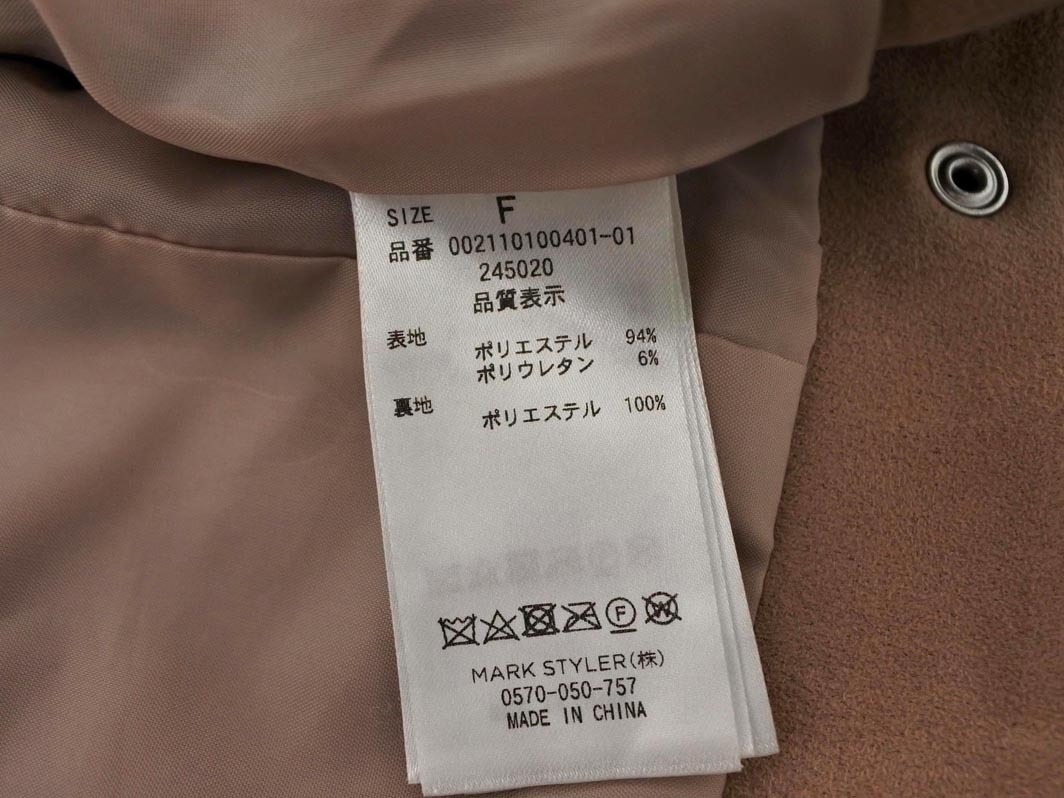 SIZE F
品番 002110100401-01
245020
品質表示
表地 ポリエステル 94%
ポリウレタン 6%
裏地 ポリエステル 100%
F W
MARK STYLER(株)
0570-050-757
MADE IN CHINA